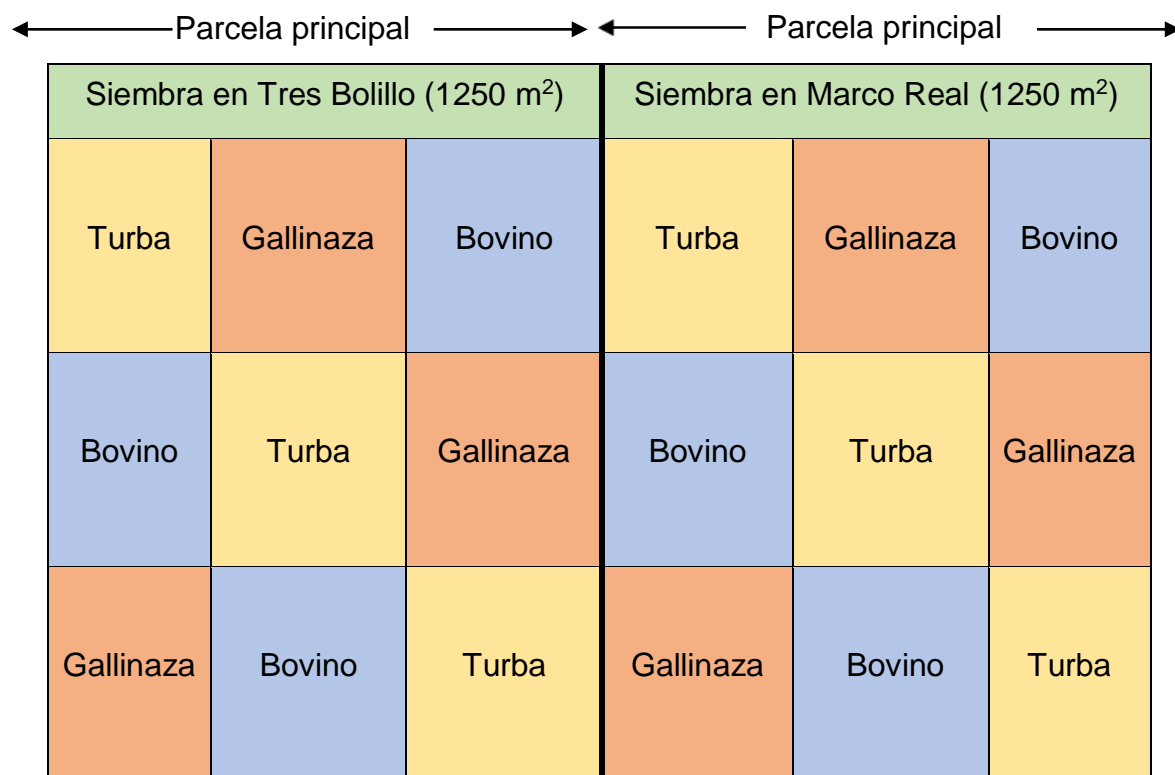 Parcela principal Parcela principal
Siembra en Tres Bolillo (1250 m²) Siembra en Marco Real (1250 m²)
Turba Gallinaza Bovino Turba Gallinaza Bovino
Bovino Turba Gallinaza Bovino Turba Gallinaza
Gallinaza Bovino Turba Gallinaza Bovino Turba